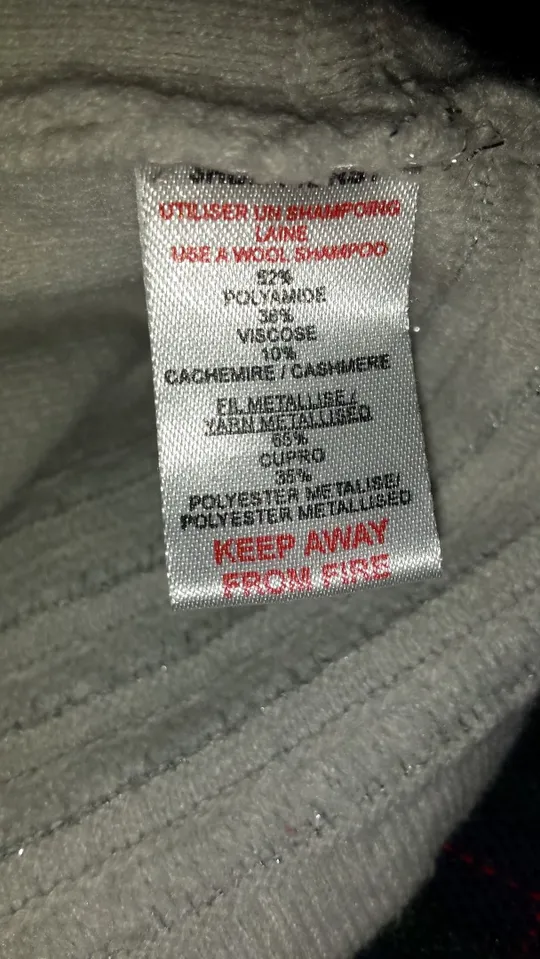 UTILISER UN SHAMPOING
LAINE
USE A WOOL SHAMPOO
52%
POLYAMIDE
38%
VISCOSE
10%
CACHEMIRE / CASHMERE
FIL METALLISE /
YARN METALLISED
65%
CUPRO
35%
POLYESTER METALISE/
POLYESTER METALLISED
KEEP AWAY
FROM FIRE